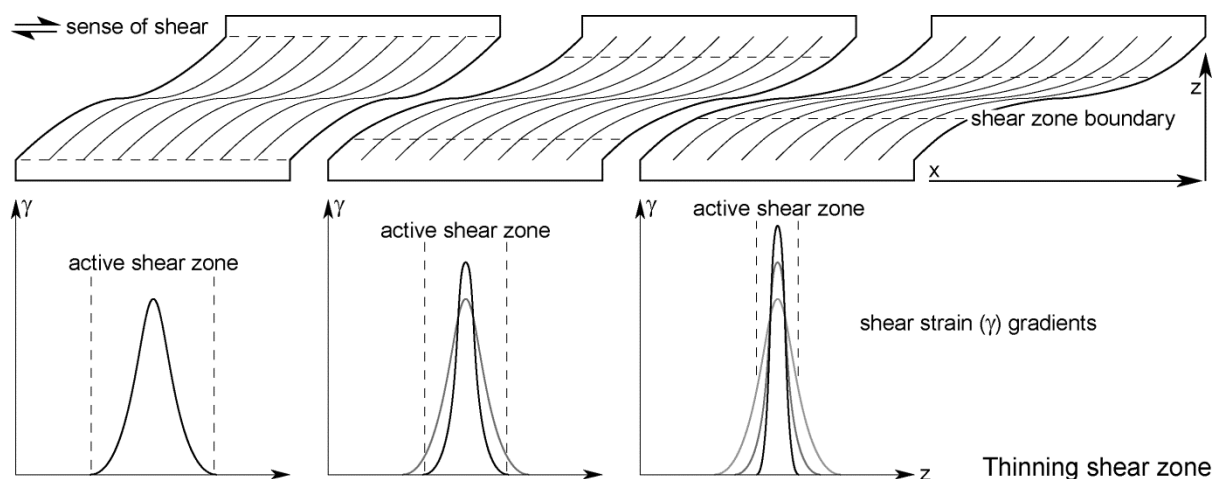 sense of shear
z
shear zone boundary
x
γ
γ
γ
active shear zone
active shear zone
active shear zone
shear strain (γ) gradients
z
Thinning shear zone